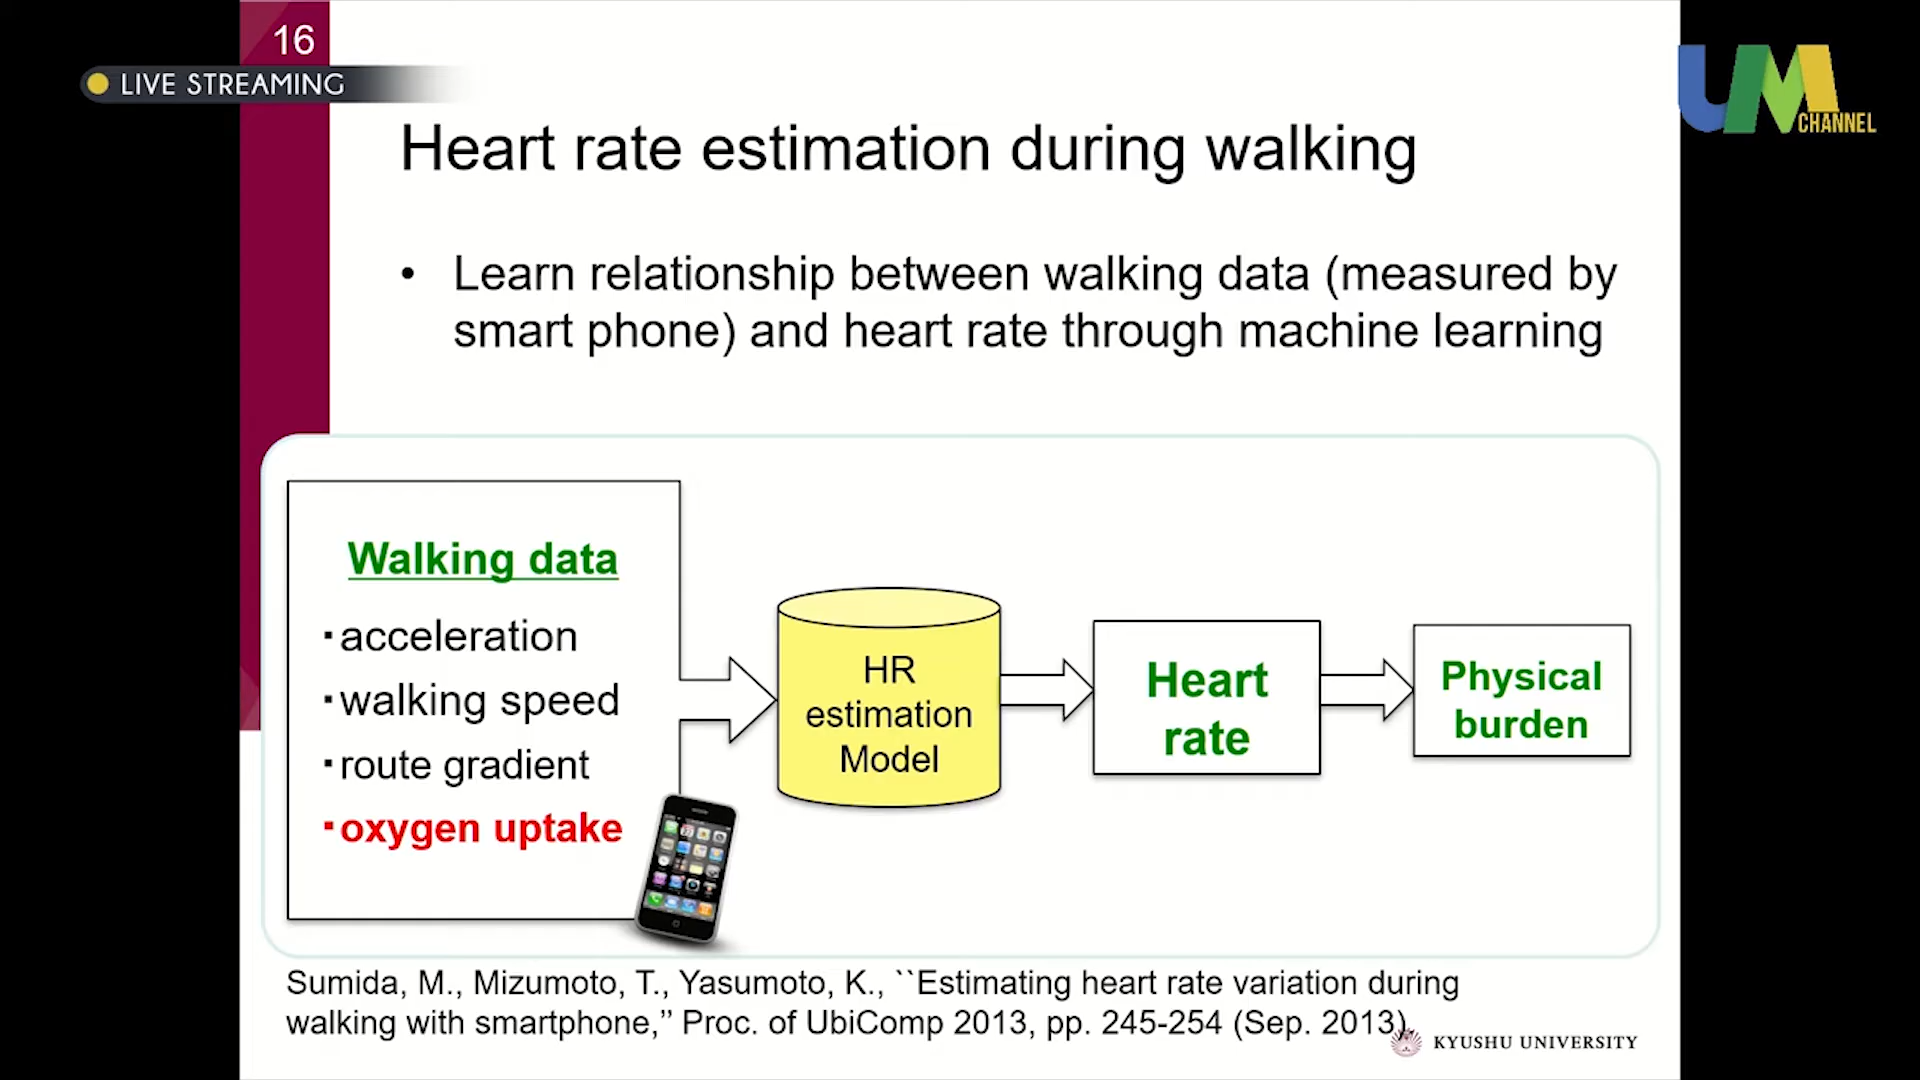 16
LIVE STREAMING
UM
CHANNEL
Heart rate estimation during walking
• Learn relationship between walking data (measured by
smart phone) and heart rate through machine learning
Walking data
・acceleration
・walking speed
・route gradient
・oxygen uptake
HR
estimation
Model
Heart
rate
Physical
burden
Sumida, M., Mizumoto, T., Yasumoto, K., ``Estimating heart rate variation during
walking with smartphone,’’ Proc. of UbiComp 2013, pp. 245-254 (Sep. 2013).
KYUSHU UNIVERSITY